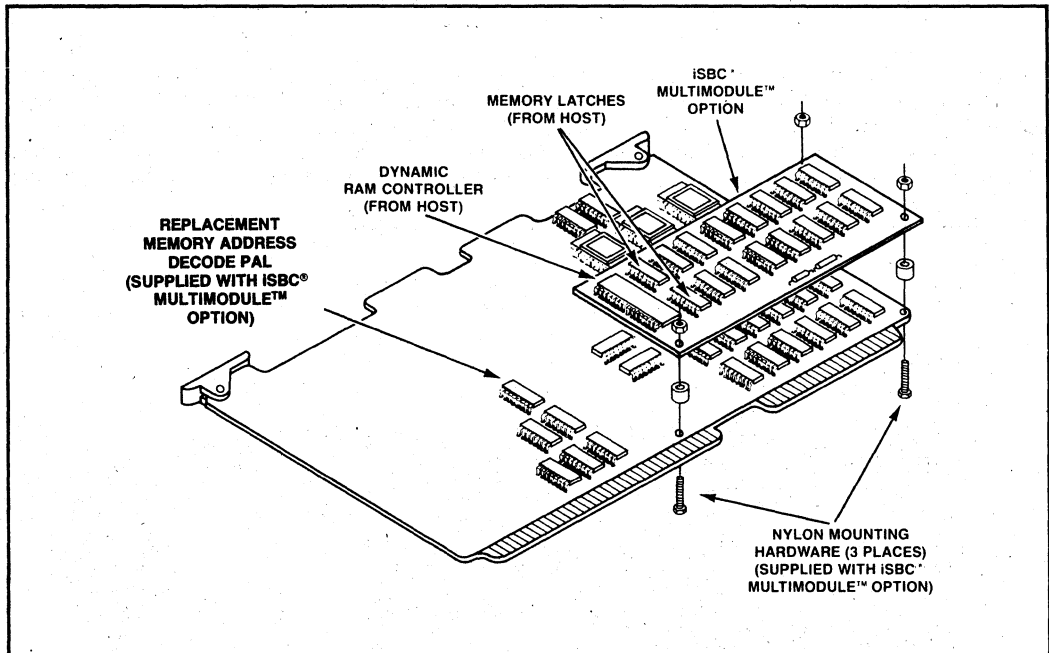 iSBC*
MULTIMODULE™
OPTION
MEMORY LATCHES
(FROM HOST)
DYNAMIC
RAM CONTROLLER
(FROM HOST)
REPLACEMENT
MEMORY ADDRESS
DECODE PAL
(SUPPLIED WITH iSBC®
MULTIMODULE™
OPTION)
NYLON MOUNTING
HARDWARE (3 PLACES)
(SUPPLIED WITH iSBC*
MULTIMODULE™ OPTION)